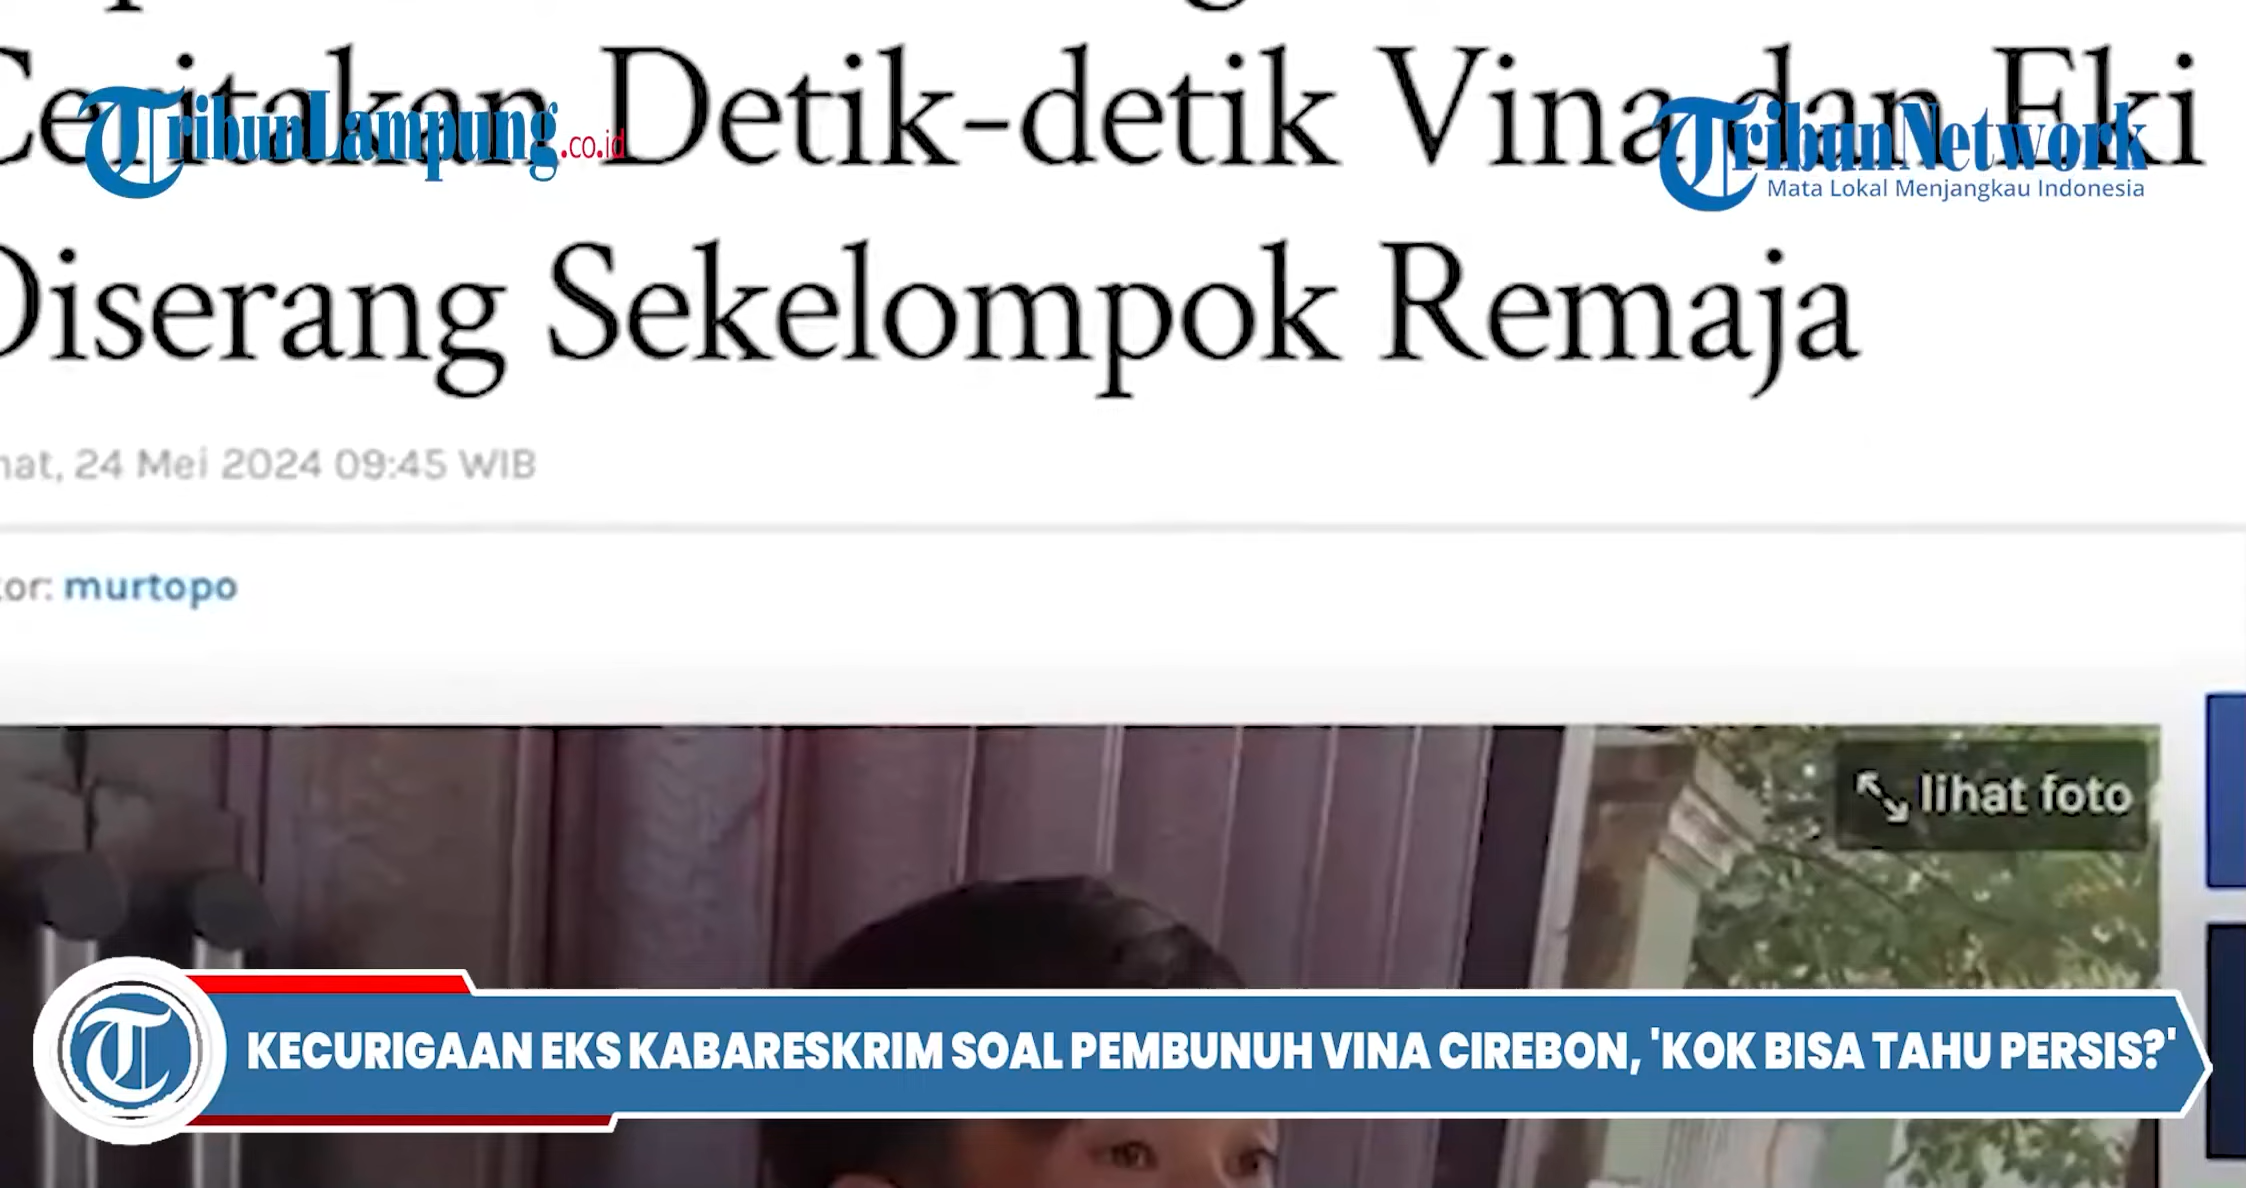 Ceritakan Detik-detik Vina dan Eki
TribunLampung.co.id
TribunNetwork
Mata Lokal Menjangkau Indonesia
Diserang Sekelompok Remaja
24 Mei 2024 09:45 WIB
murtopo
lihat foto
KECURIGAAN EKS KABARESKRIM SOAL PEMBUNUH VINA CIREBON, 'KOK BISA TAHU PERSIS?'